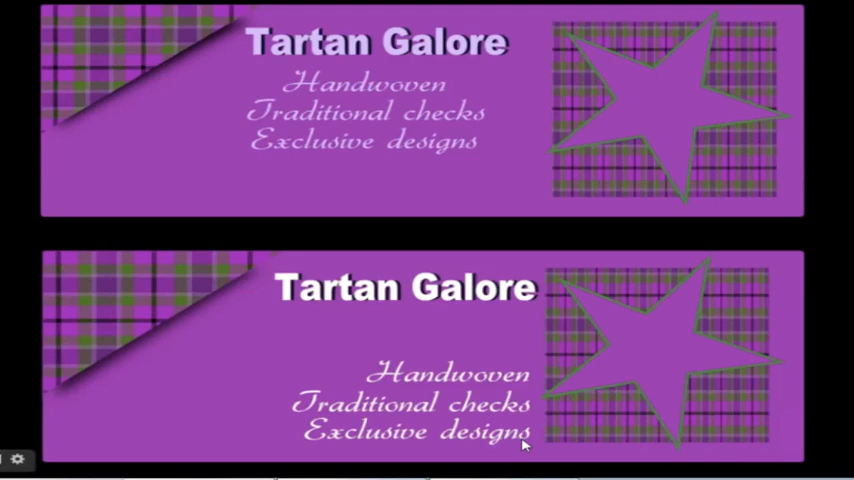 Tartan Galore
Handwoven
Traditional checks
Exclusive designs
Tartan Galore
Handwoven
Traditional checks
Exclusive designs